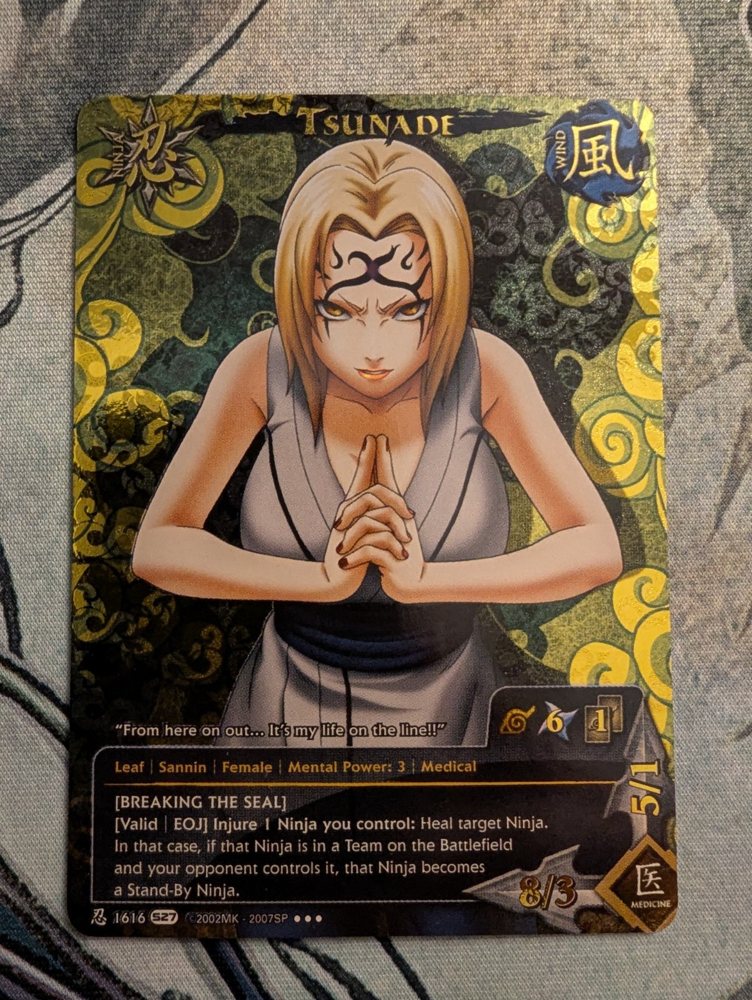 TSUNADE
NINJA
忍
WIND
風
"From here on out... It's my life on the line!!"
6
1
Leaf | Sannin | Female | Mental Power: 3 | Medical
5/1
[BREAKING THE SEAL]
[Valid | EOJ] Injure 1 Ninja you control: Heal target Ninja.
In that case, if that Ninja is in a Team on the Battlefield
and your opponent controls it, that Ninja becomes
a Stand-By Ninja.
8/3
医
MEDICINE
忍 1616 S27 ©2002MK - 2007SP